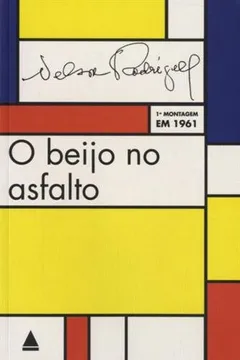 Nelson Rodrigues
1ª MONTAGEM
EM 1961
O beijo no
asfalto